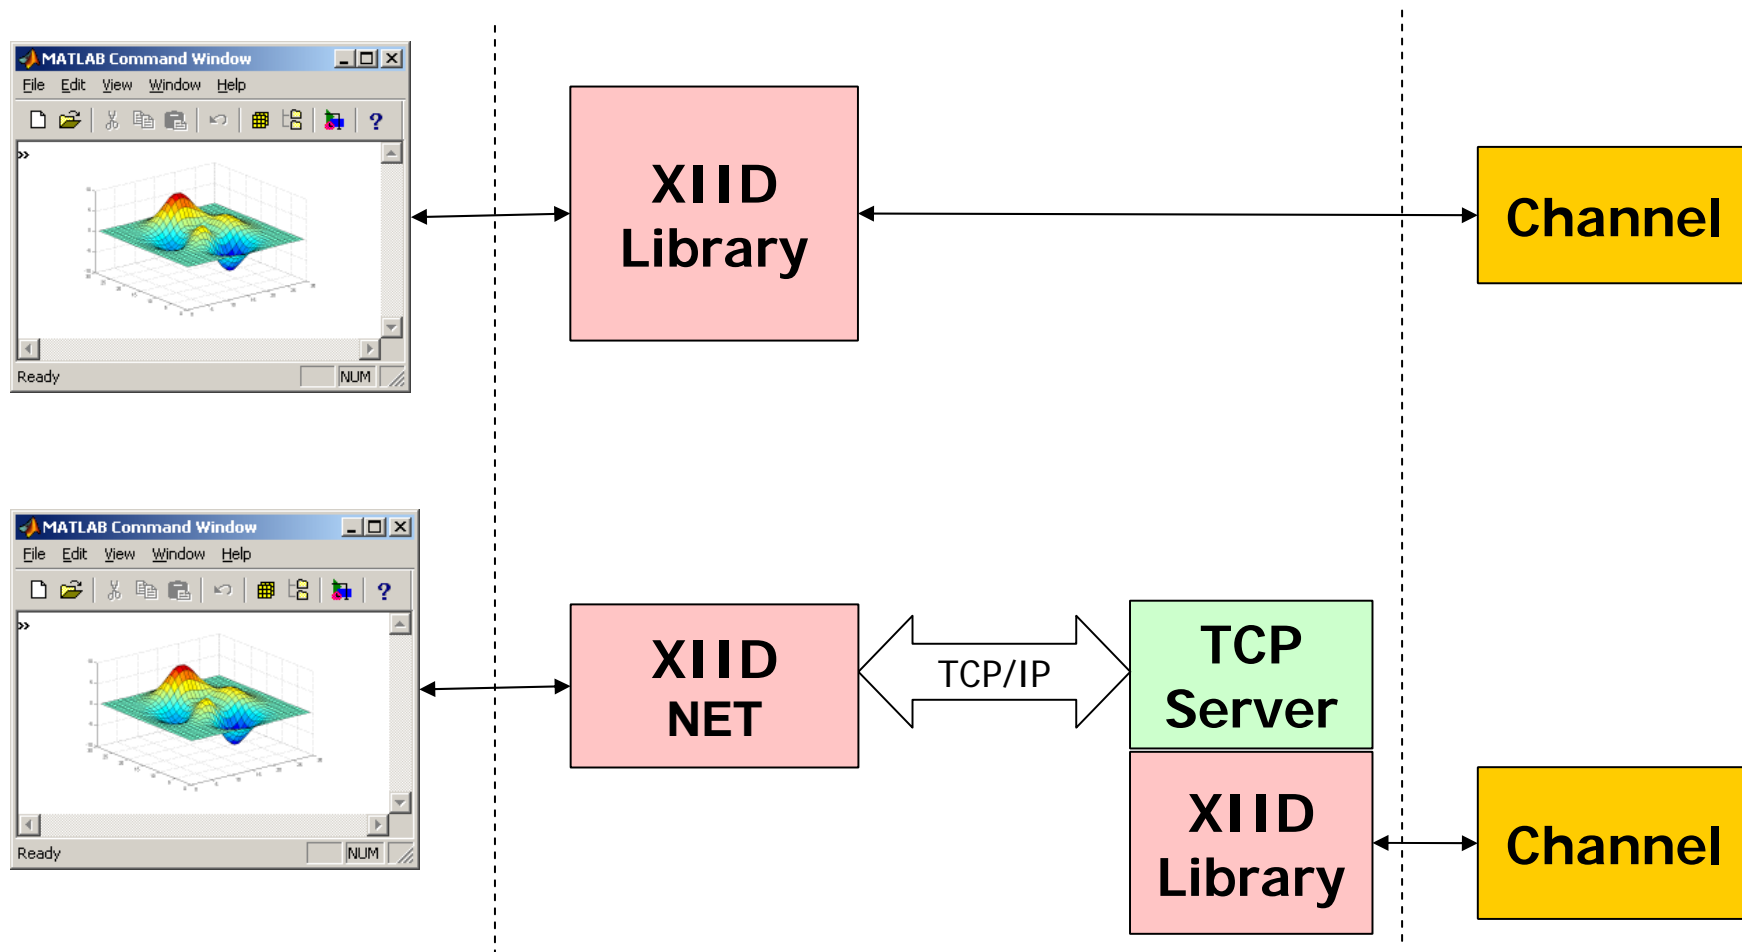 MATLAB Command Window
File Edit View Window Help
»
Ready
NUM
XIID
Library
Channel
MATLAB Command Window
File Edit View Window Help
»
Ready
NUM
XIID
NET
TCP/IP
TCP
Server
XIID
Library
Channel